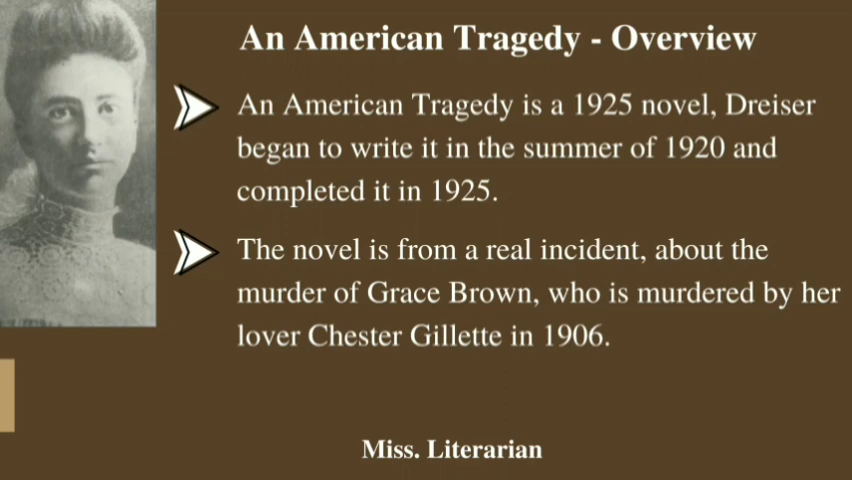 An American Tragedy - Overview
An American Tragedy is a 1925 novel, Dreiser
began to write it in the summer of 1920 and
completed it in 1925.
The novel is from a real incident, about the
murder of Grace Brown, who is murdered by her
lover Chester Gillette in 1906.
Miss. Literarian